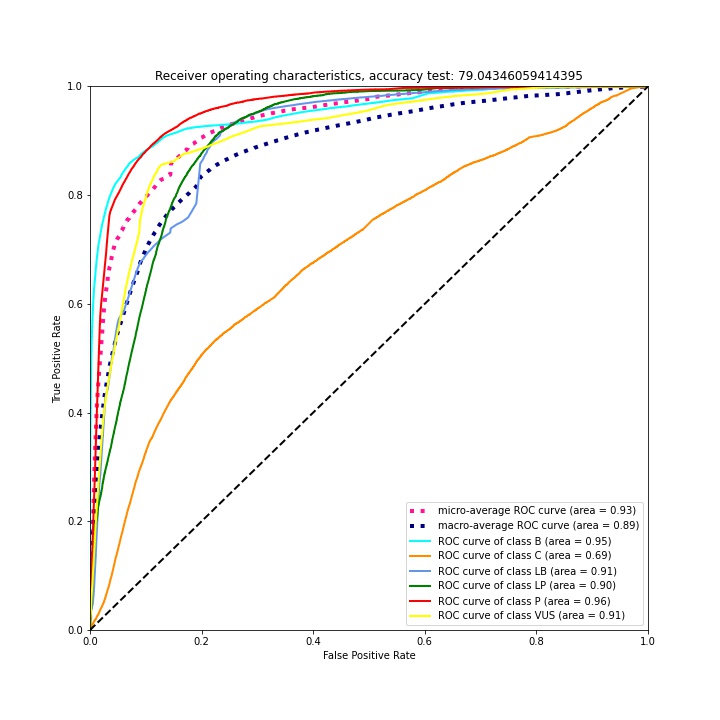 Receiver operating characteristics, accuracy test: 79.04346059414395
True Positive Rate
1.0
0.8
0.6
0.4
0.2
0.0
0.0 0.2 0.4 0.6 0.8 1.0
False Positive Rate
micro-average ROC curve (area = 0.93)
macro-average ROC curve (area = 0.89)
ROC curve of class B (area = 0.95)
ROC curve of class C (area = 0.69)
ROC curve of class LB (area = 0.91)
ROC curve of class LP (area = 0.90)
ROC curve of class P (area = 0.96)
ROC curve of class VUS (area = 0.91)